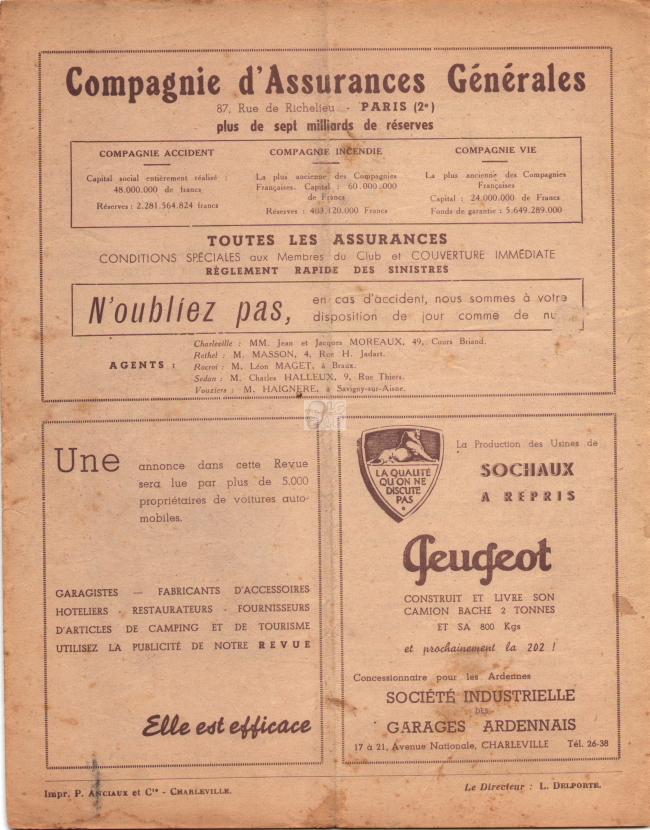 Compagnie d'Assurances Générales
87, Rue de Richelieu - PARIS (2e)
plus de sept milliards de réserves
COMPAGNIE ACCIDENT
Capital social entièrement réalisé :
48.000.000 de francs
Réserves : 2.281.564.824 francs
COMPAGNIE INCENDIE
La plus ancienne des Compagnies
Françaises. Capital : 60.000.000
de Francs
Réserves : 403.120.000 Francs
COMPAGNIE VIE
La plus ancienne des Compagnies
Françaises
Capital : 24.000.000 de Francs
Fonds de garantie : 5.649.289.000
TOUTES LES ASSURANCES
CONDITIONS SPÉCIALES aux Membres du Club et COUVERTURE IMMÉDIATE
RÈGLEMENT RAPIDE DES SINISTRES
N'oubliez pas, en cas d'accident, nous sommes à votre
disposition de jour comme de nu
AGENTS :
Charleville : MM. Jean et Jacques MOREAUX, 49, Cours Briand.
Rethel : M. MASSON, 4, Rue H. Jadart.
Rocroi : M. Léon MAGET, à Braux.
Sedan : M. Charles HALLEUX, 9, Rue Thiers.
Vouziers : M. HAIGNERE, à Savigny-sur-Aisne.
Une annonce dans cette Revue
sera lue par plus de 5.000
propriétaires de voitures auto-
mobiles.
GARAGISTES — FABRICANTS D'ACCESSOIRES
HOTELIERS - RESTAURATEURS - FOURNISSEURS
D'ARTICLES DE CAMPING ET DE TOURISME
UTILISEZ LA PUBLICITÉ DE NOTRE REVUE
Elle est efficace
LA QUALITÉ
QU'ON NE
DISCUTE
PAS
La Production des Usines de
SOCHAUX
A REPRIS
Peugeot
CONSTRUIT ET LIVRE SON
CAMION BACHÉ 2 TONNES
ET SA 800 Kgs
et prochainement la 202 !
Concessionnaire pour les Ardennes
SOCIÉTÉ INDUSTRIELLE
DES
GARAGES ARDENNAIS
17 à 21, Avenue Nationale, CHARLEVILLE Tél. 26-38
Impr. P. ANCIAUX et Cie - CHARLEVILLE.
Le Directeur : L. DELPORTE.